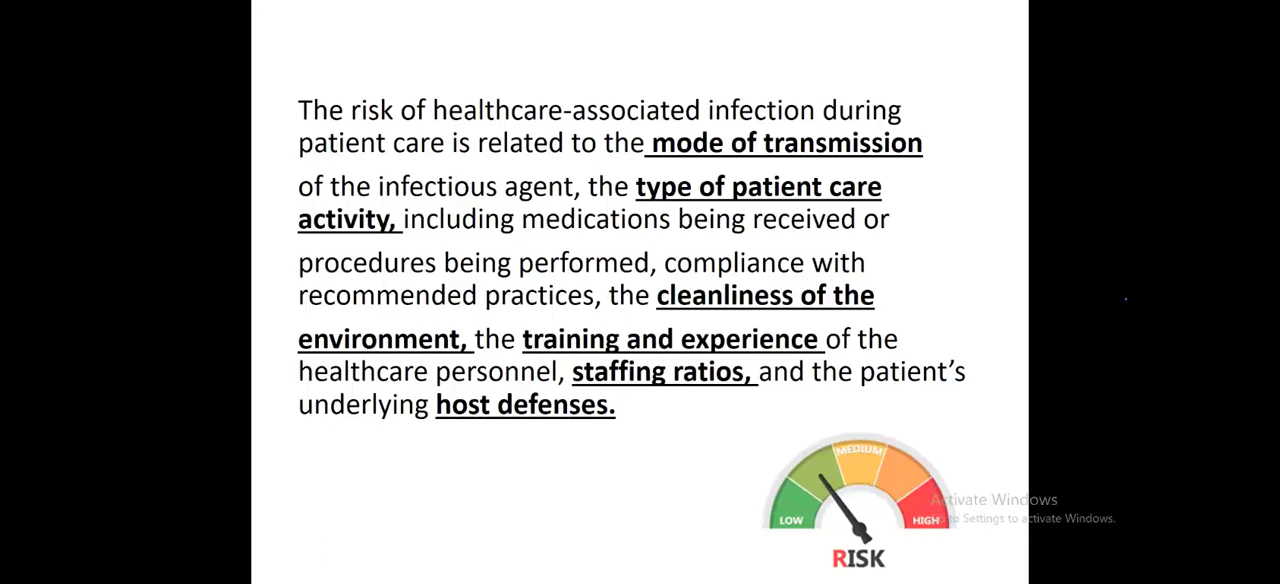 The risk of healthcare-associated infection during
patient care is related to the mode of transmission
of the infectious agent, the type of patient care
activity, including medications being received or
procedures being performed, compliance with
recommended practices, the cleanliness of the
environment, the training and experience of the
healthcare personnel, staffing ratios, and the patient’s
underlying host defenses.
MEDIUM
LOW
HIGH
RISK
Activate Windows
to Settings to activate Windows.